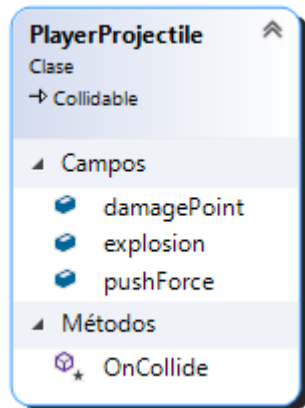 PlayerProjectile
Clase
Collidable
Campos
damagePoint
explosion
pushForce
Métodos
OnCollide